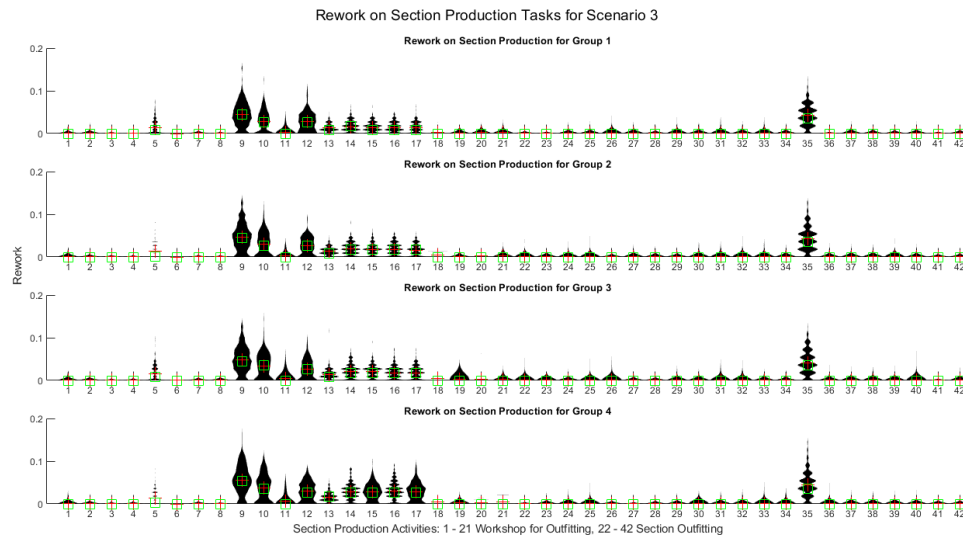 Rework on Section Production Tasks for Scenario 3
Rework on Section Production for Group 1
0.2
0.1
0
1 2 3 4 5 6 7 8 9 10 11 12 13 14 15 16 17 18 19 20 21 22 23 24 25 26 27 28 29 30 31 32 33 34 35 36 37 38 39 40 41 42
Rework on Section Production for Group 2
0.2
0.1
0
1 2 3 4 5 6 7 8 9 10 11 12 13 14 15 16 17 18 19 20 21 22 23 24 25 26 27 28 29 30 31 32 33 34 35 36 37 38 39 40 41 42
Rework
Rework on Section Production for Group 3
0.2
0.1
0
1 2 3 4 5 6 7 8 9 10 11 12 13 14 15 16 17 18 19 20 21 22 23 24 25 26 27 28 29 30 31 32 33 34 35 36 37 38 39 40 41 42
Rework on Section Production for Group 4
0.2
0.1
0
1 2 3 4 5 6 7 8 9 10 11 12 13 14 15 16 17 18 19 20 21 22 23 24 25 26 27 28 29 30 31 32 33 34 35 36 37 38 39 40 41 42
Section Production Activities: 1 - 21 Workshop for Outfitting, 22 - 42 Section Outfitting